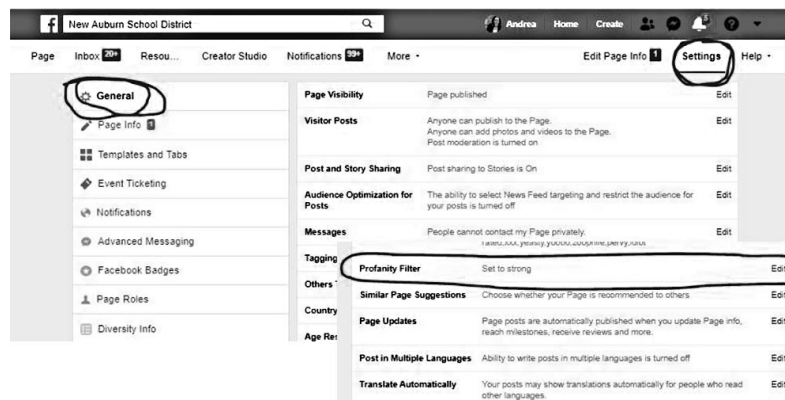 New Auburn School District
Andrea Home Create 5
Page Inbox 20+ Resou... Creator Studio Notifications 99+ More Edit Page Info 1 Settings Help
General
Page Info 1
Templates and Tabs
Event Ticketing
Notifications
Advanced Messaging
Facebook Badges
Page Roles
Diversity Info
Page Visibility Page published Edit
Visitor Posts Anyone can publish to the Page. Edit
Anyone can add photos and videos to the Page.
Post moderation is turned on
Post and Story Sharing Post sharing to Stories is On Edit
Audience Optimization for The ability to select News Feed targeting and restrict the audience for Edit
Posts your posts is turned off
Messages People cannot contact my Page privately. Edit
Tagging
Others
Country
Age Res
Profanity Filter Set to strong Edit
Similar Page Suggestions Choose whether your Page is recommended to others Edit
Page Updates Page posts are automatically published when you update Page info, Edit
reach milestones, receive reviews and more.
Post in Multiple Languages Ability to write posts in multiple languages is turned off Edit
Translate Automatically Your posts may show translations automatically for people who read Edit
other languages.